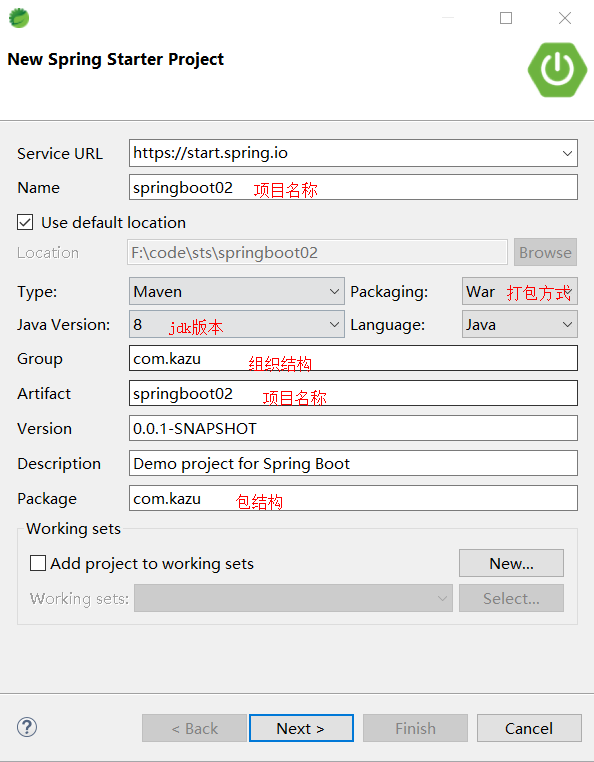 New Spring Starter Project
Service URL https://start.spring.io
Name springboot02 项目名称
Use default location
Location F:\code\sts\springboot02 Browse
Type: Maven Packaging: War 打包方式
Java Version: 8 jdk版本 Language: Java
Group com.kazu 组织结构
Artifact springboot02 项目名称
Version 0.0.1-SNAPSHOT
Description Demo project for Spring Boot
Package com.kazu 包结构
Working sets
Add project to working sets New...
Working sets: Select...
? < Back Next > Finish Cancel